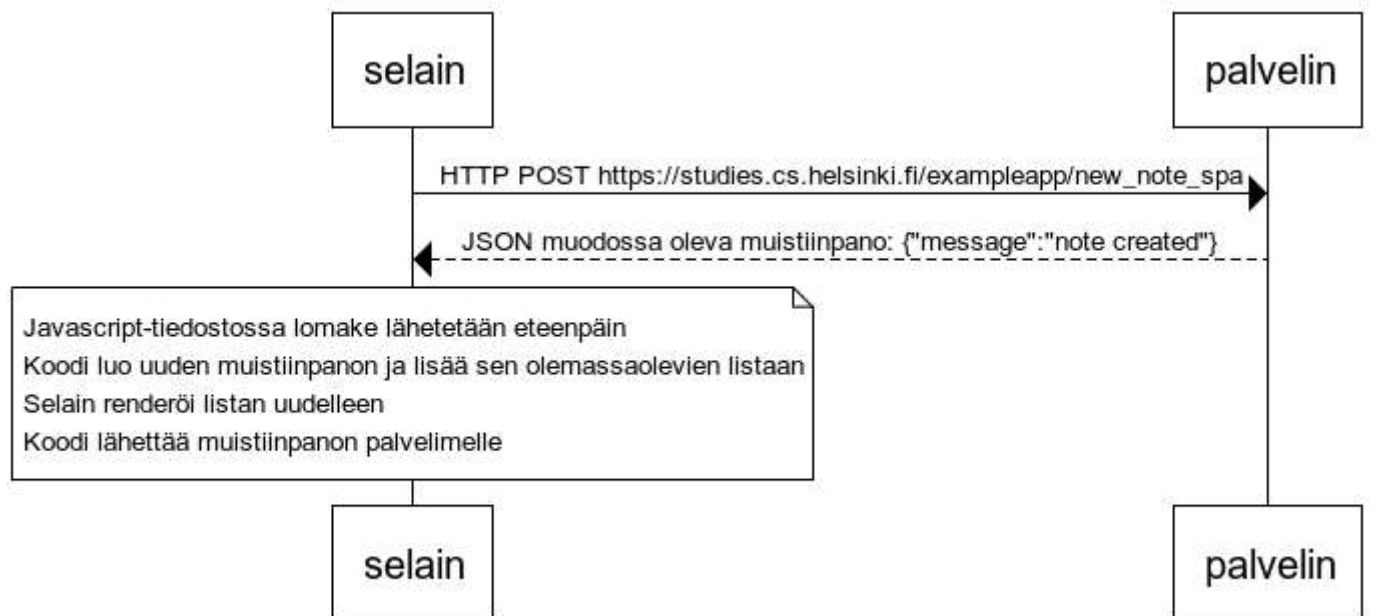 selain
palvelin
HTTP POST https://studies.cs.helsinki.fi/exampleapp/new_note_spa
JSON muodossa oleva muistiinpano: {"message":"note created"}
Javascript-tiedostossa lomake lähetetään eteenpäin
Koodi luo uuden muistiinpanon ja lisää sen olemassaolevien listaan
Selain renderöi listan uudelleen
Koodi lähettää muistiinpanon palvelimelle
selain
palvelin